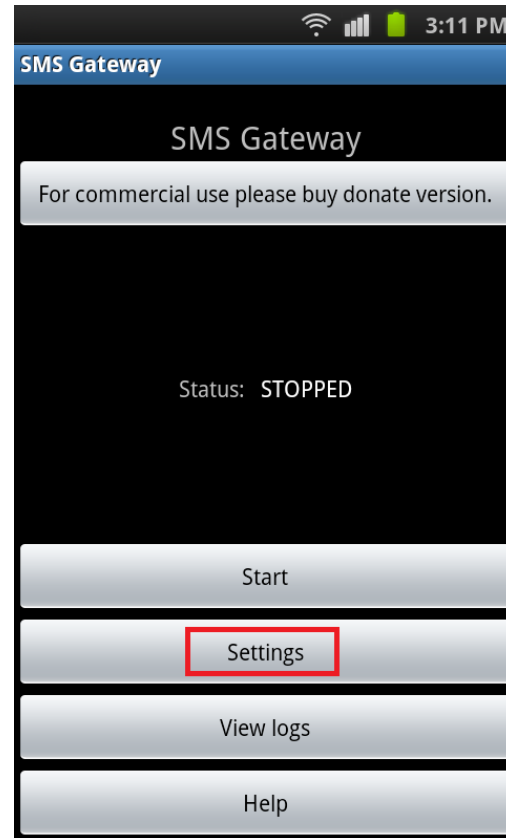 3:11 PM
SMS Gateway
SMS Gateway
For commercial use please buy donate version.
Status: STOPPED
Start
Settings
View logs
Help